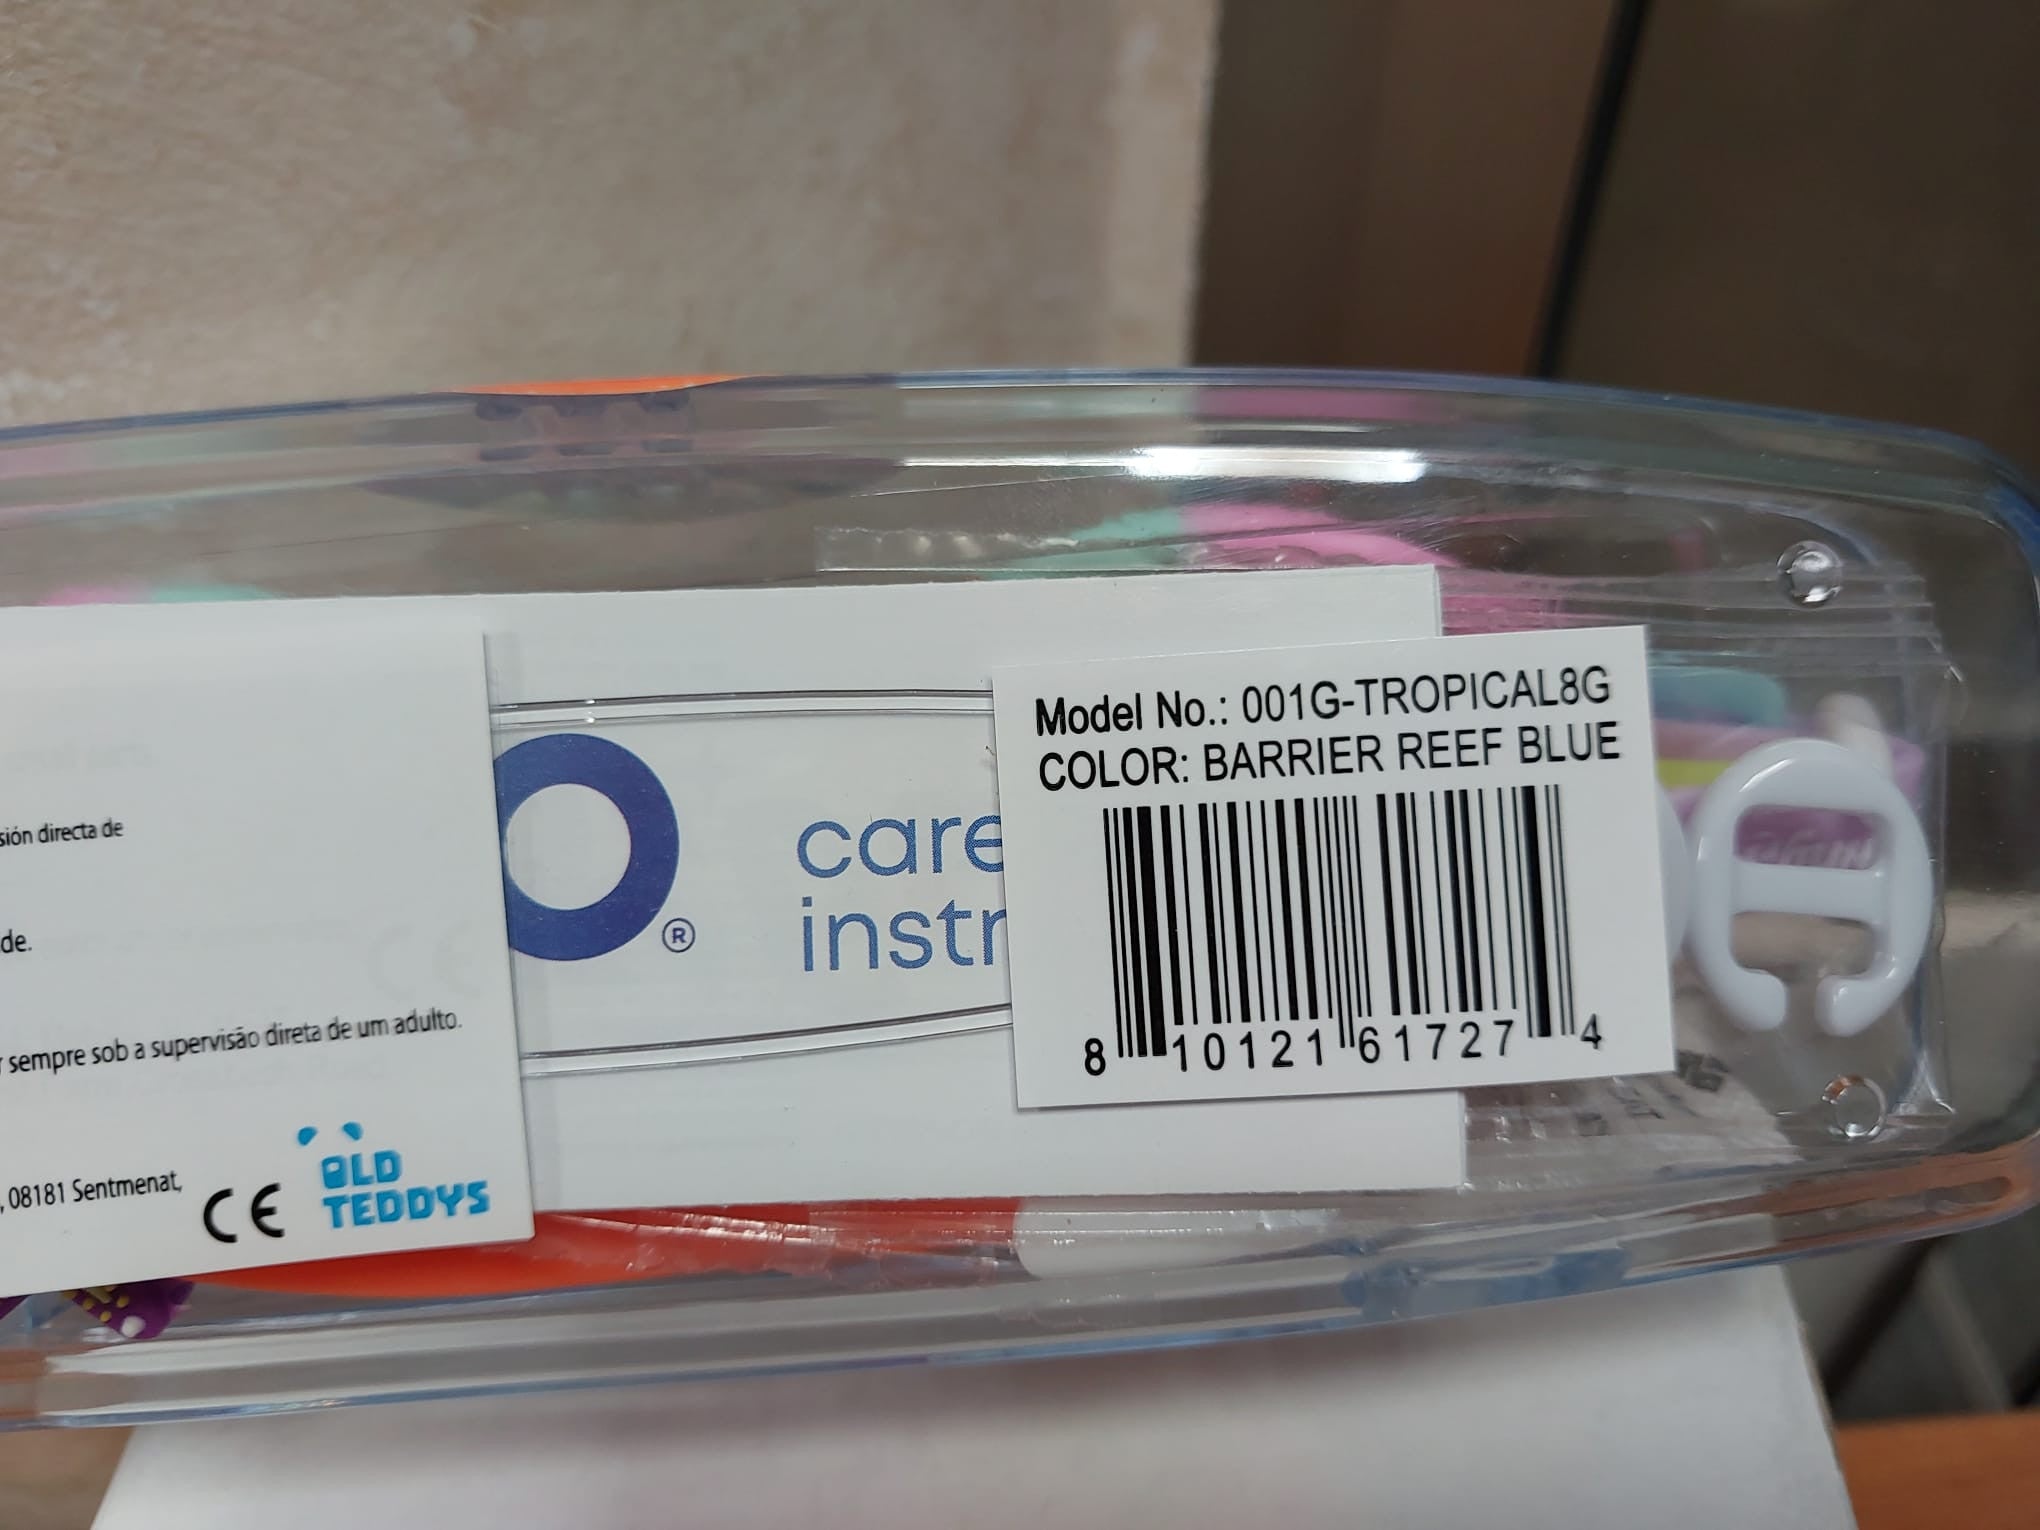 sión directa de
de.
sempre sob a supervisão direta de um adulto.
, 08181 Sentmenat,
CE
OLD
TEDDYS
®
care
instr
Model No.: 001G-TROPICAL8G
COLOR: BARRIER REEF BLUE
8 10121 61727 4